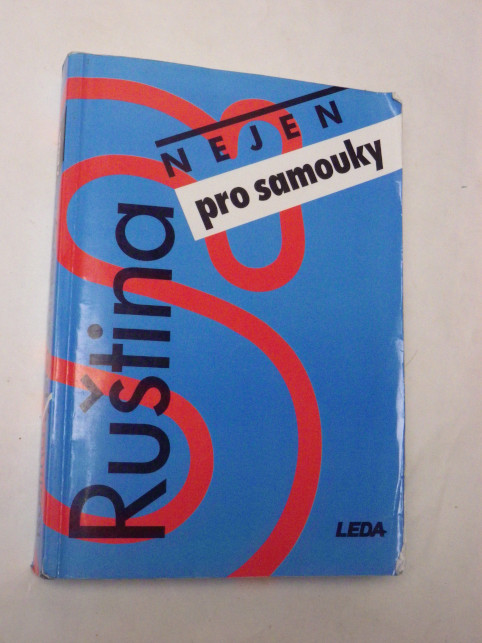 Ruština
NEJEN
pro samouky
LEDA